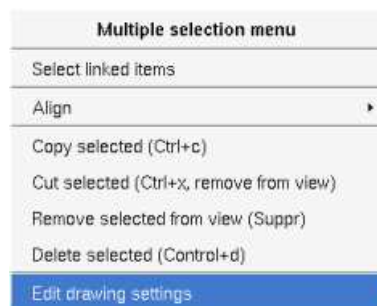 Multiple selection menu
Select linked items
Align
Copy selected (Ctrl+c)
Cut selected (Ctrl+x, remove from view)
Remove selected from view (Suppr)
Delete selected (Control+d)
Edit drawing settings